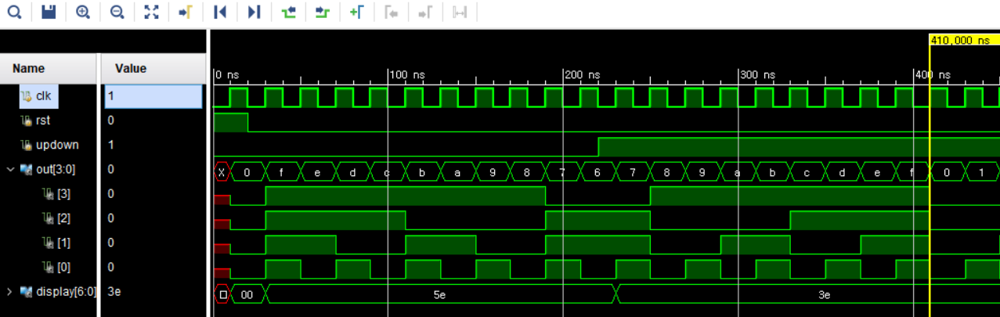 410,000 ns
Name Value
0 ns 100 ns 200 ns 300 ns 400 ns
clk 1
rst 0
updown 1
out[3:0] 0 X 0 f e d c b a 9 8 7 6 7 8 9 a b c d e f 0 1
[3] 0
[2] 0
[1] 0
[0] 0
display[6:0] 3e 00 5e 3e